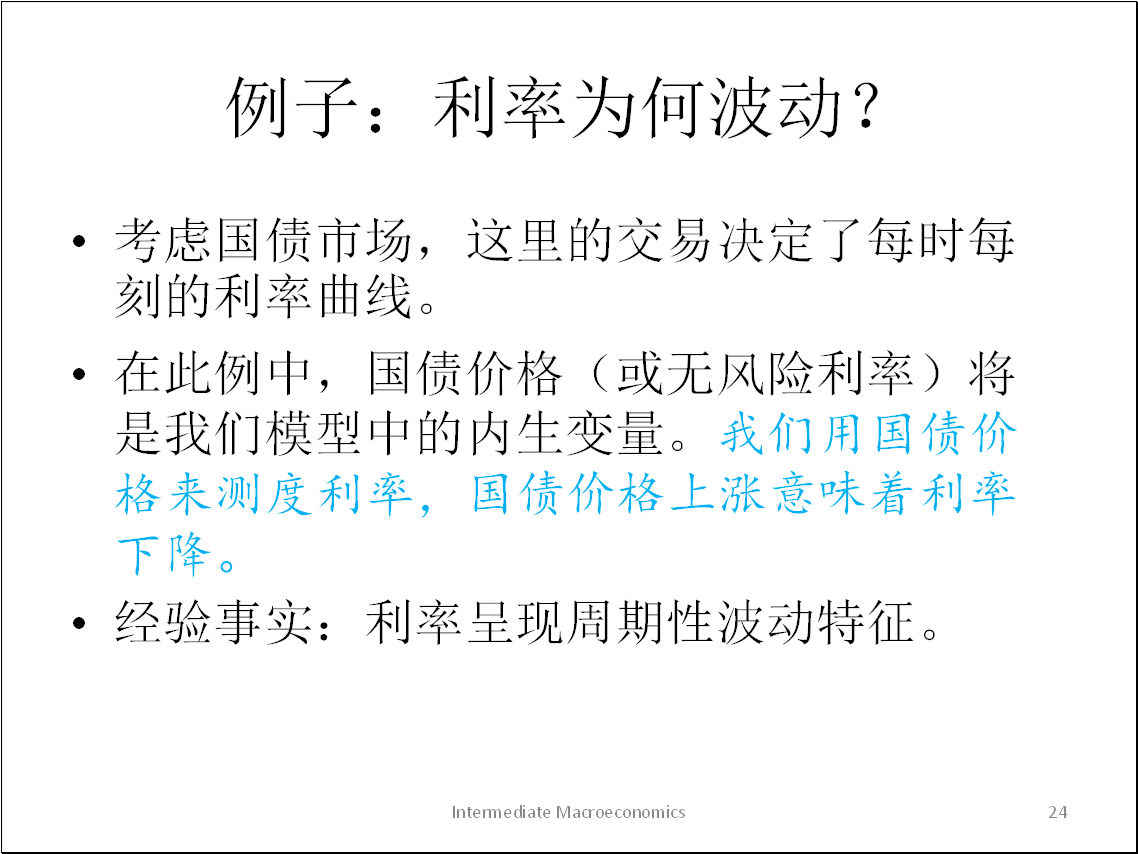 例子：利率为何波动？
• 考虑国债市场，这里的交易决定了每时每
刻的利率曲线。
• 在此例中，国债价格（或无风险利率）将
是我们模型中的内生变量。我们用国债价
格来测度利率，国债价格上涨意味着利率
下降。
• 经验事实：利率呈现周期性波动特征。
Intermediate Macroeconomics
24